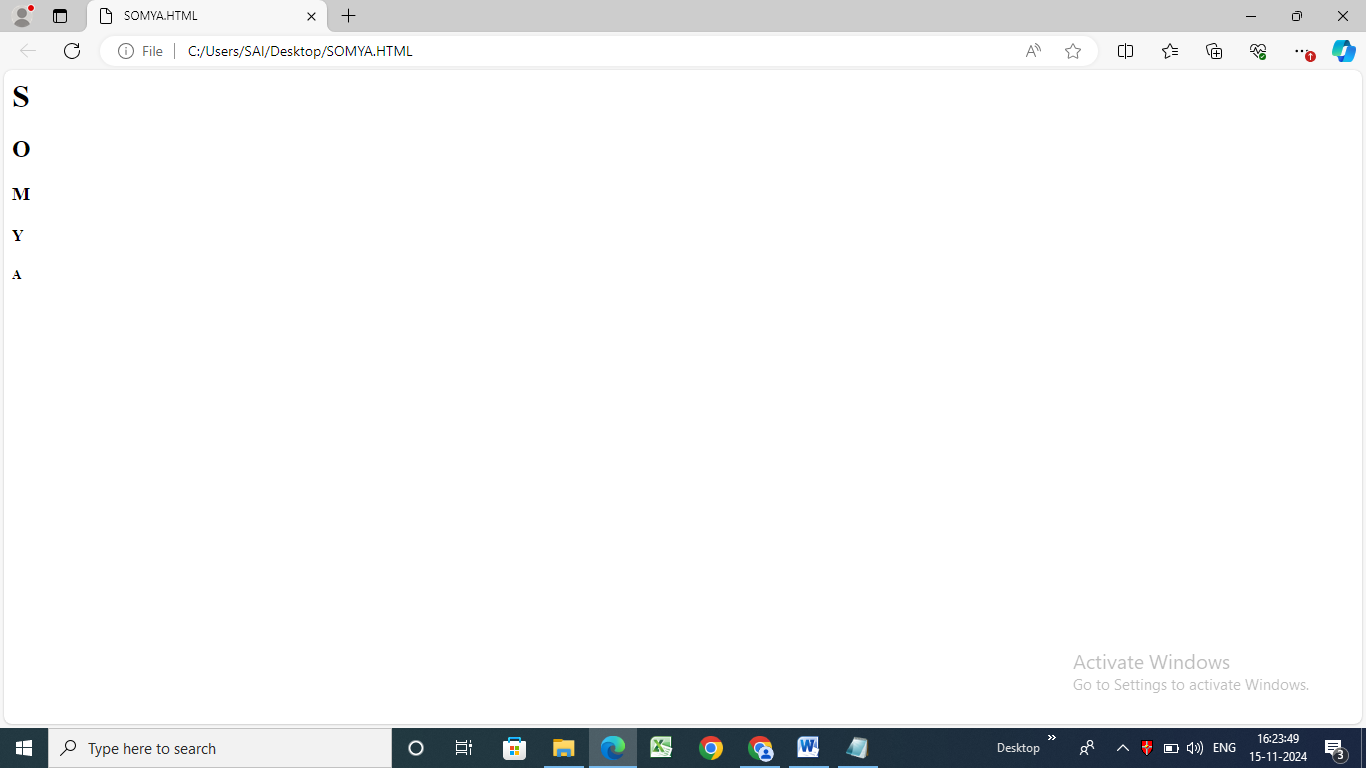 SOMYA.HTML
File
C:/Users/SAI/Desktop/SOMYA.HTML
S
O
M
Y
A
Activate Windows
Go to Settings to activate Windows.
Type here to search
Desktop
ENG
16:23:49
15-11-2024
3